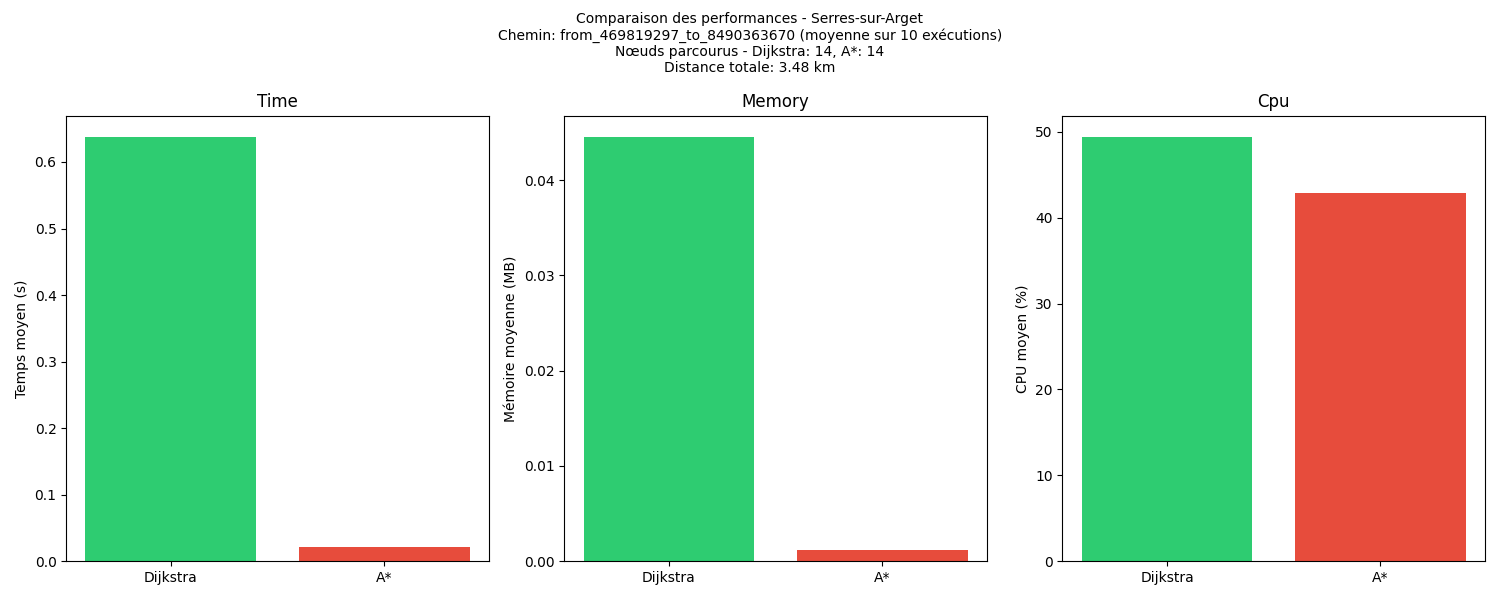 Comparaison des performances - Serres-sur-Arget
Chemin: from_469819297_to_8490363670 (moyenne sur 10 exécutions)
Nœuds parcourus - Dijkstra: 14, A*: 14
Distance totale: 3.48 km
Time
Temps moyen (s)
0.6
0.5
0.4
0.3
0.2
0.1
0.0
Dijkstra
A*
Memory
Mémoire moyenne (MB)
0.04
0.03
0.02
0.01
0.00
Dijkstra
A*
Cpu
CPU moyen (%)
50
40
30
20
10
0
Dijkstra
A*